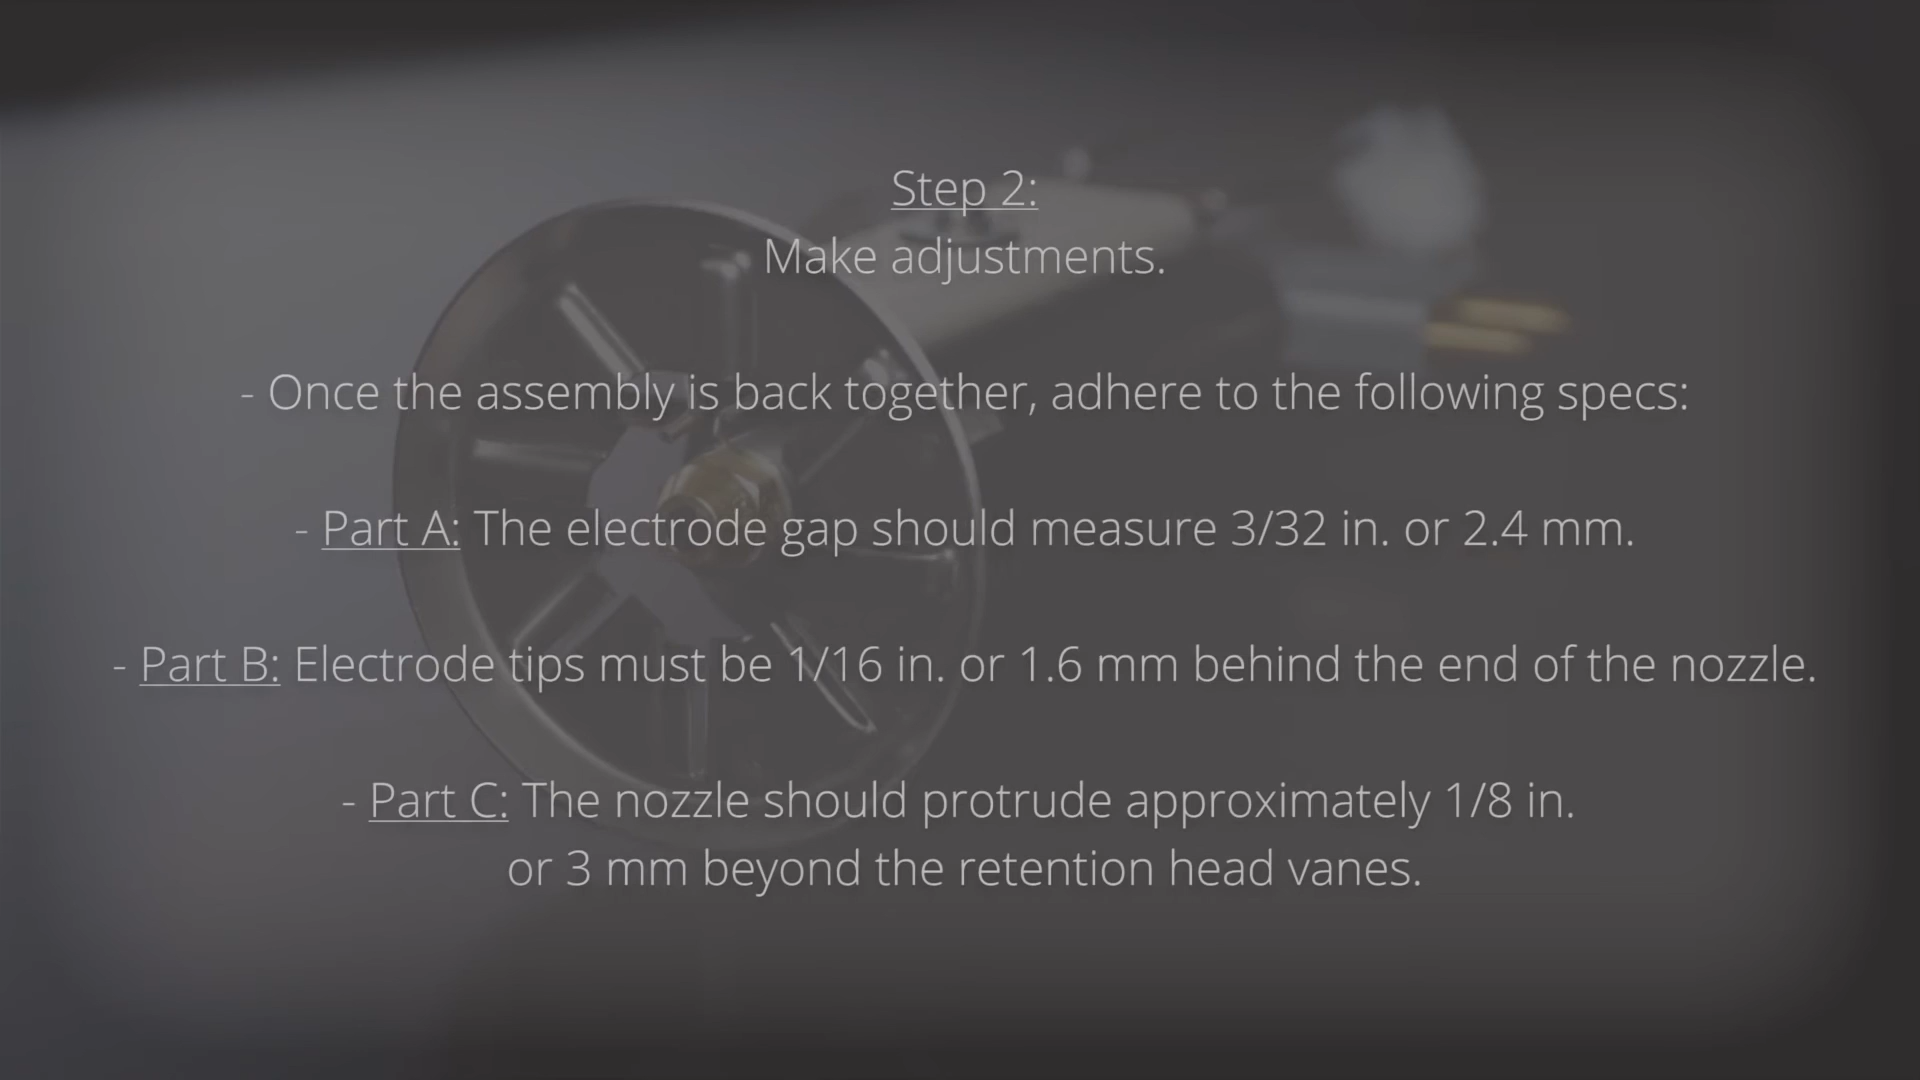 Step 2:
Make adjustments.
- Once the assembly is back together, adhere to the following specs:
- Part A: The electrode gap should measure 3/32 in. or 2.4 mm.
- Part B: Electrode tips must be 1/16 in. or 1.6 mm behind the end of the nozzle.
- Part C: The nozzle should protrude approximately 1/8 in.
or 3 mm beyond the retention head vanes.